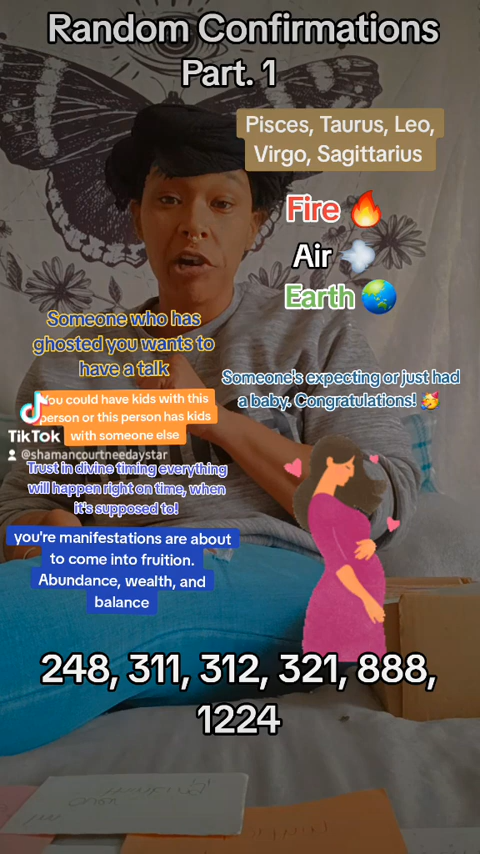 Random Confirmations
Part. 1
Pisces, Taurus, Leo,
Virgo, Sagittarius
Fire 🔥
Air 💨
Earth 🌎
Someone who has
ghosted you wants to
have a talk
Someone's expecting or just had
a baby. Congratulations! 🥳
You could have kids with this
person or this person has kids
with someone else
TikTok
@shamancourtneedaystar
Trust in divine timing everything
will happen right on time, when
it's supposed to!
you're manifestations are about
to come into fruition.
Abundance, wealth, and
balance
248, 311, 312, 321, 888,
1224